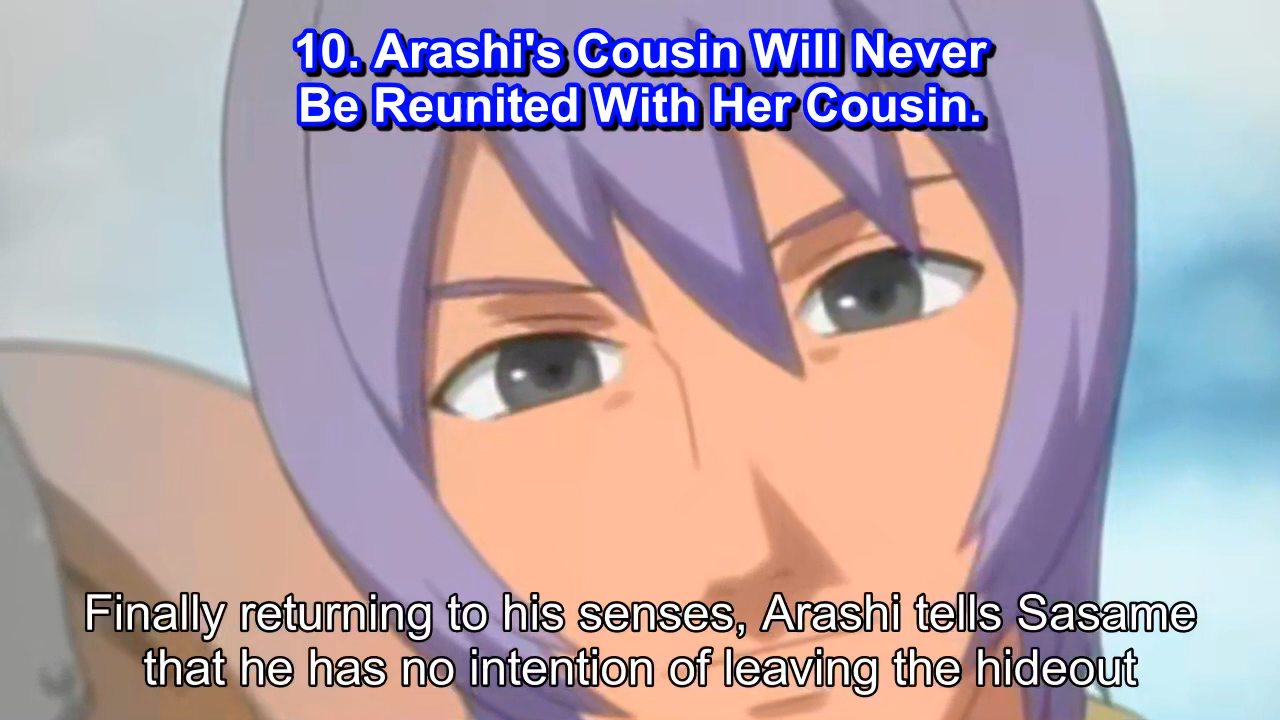 10. Arashi's Cousin Will Never
Be Reunited With Her Cousin.
Finally returning to his senses, Arashi tells Sasame
that he has no intention of leaving the hideout